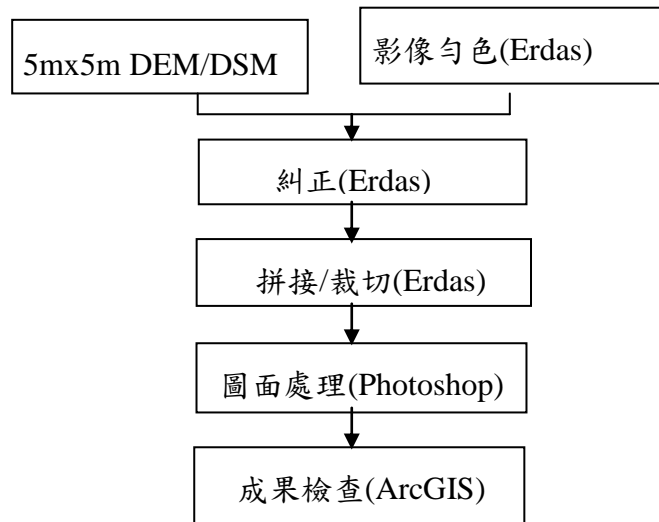 5mx5m DEM/DSM
影像勻色(Erdas)
糾正(Erdas)
拼接/裁切(Erdas)
圖面處理(Photoshop)
成果檢查(ArcGIS)